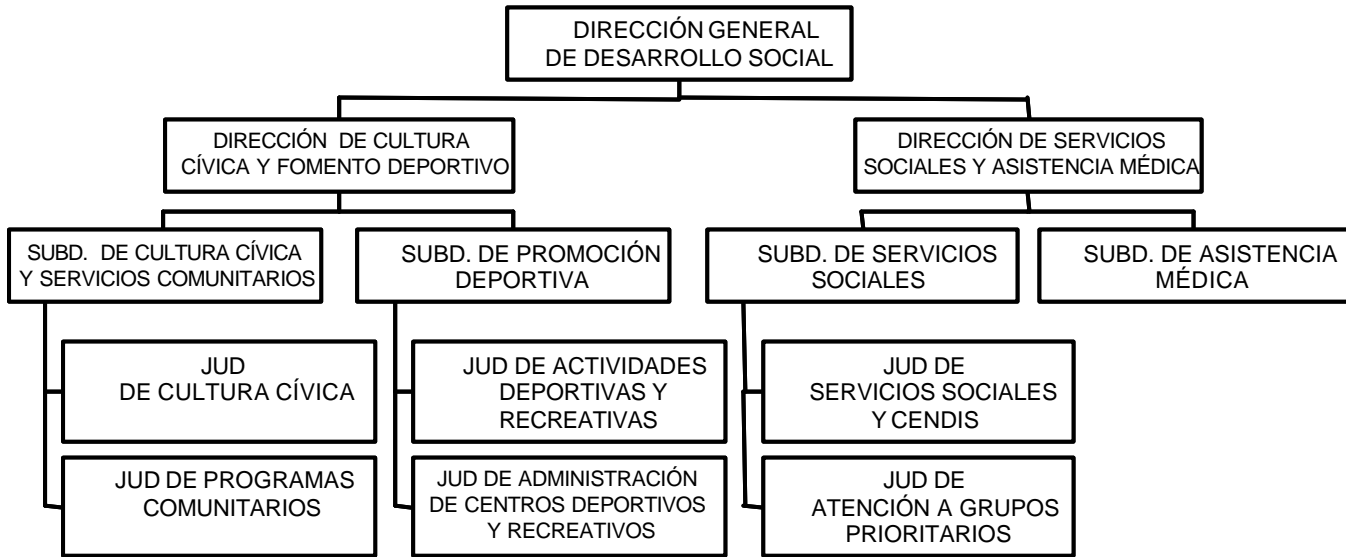 DIRECCIÓN GENERAL
DE DESARROLLO SOCIAL
DIRECCIÓN DE CULTURA
CÍVICA Y FOMENTO DEPORTIVO
DIRECCIÓN DE SERVICIOS
SOCIALES Y ASISTENCIA MÉDICA
SUBD. DE CULTURA CÍVICA
Y SERVICIOS COMUNITARIOS
SUBD. DE PROMOCIÓN
DEPORTIVA
SUBD. DE SERVICIOS
SOCIALES
SUBD. DE ASISTENCIA
MÉDICA
JUD
DE CULTURA CÍVICA
JUD DE ACTIVIDADES
DEPORTIVAS Y
RECREATIVAS
JUD DE
SERVICIOS SOCIALES
Y CENDIS
JUD DE PROGRAMAS
COMUNITARIOS
JUD DE ADMINISTRACIÓN
DE CENTROS DEPORTIVOS
Y RECREATIVOS
JUD DE
ATENCIÓN A GRUPOS
PRIORITARIOS